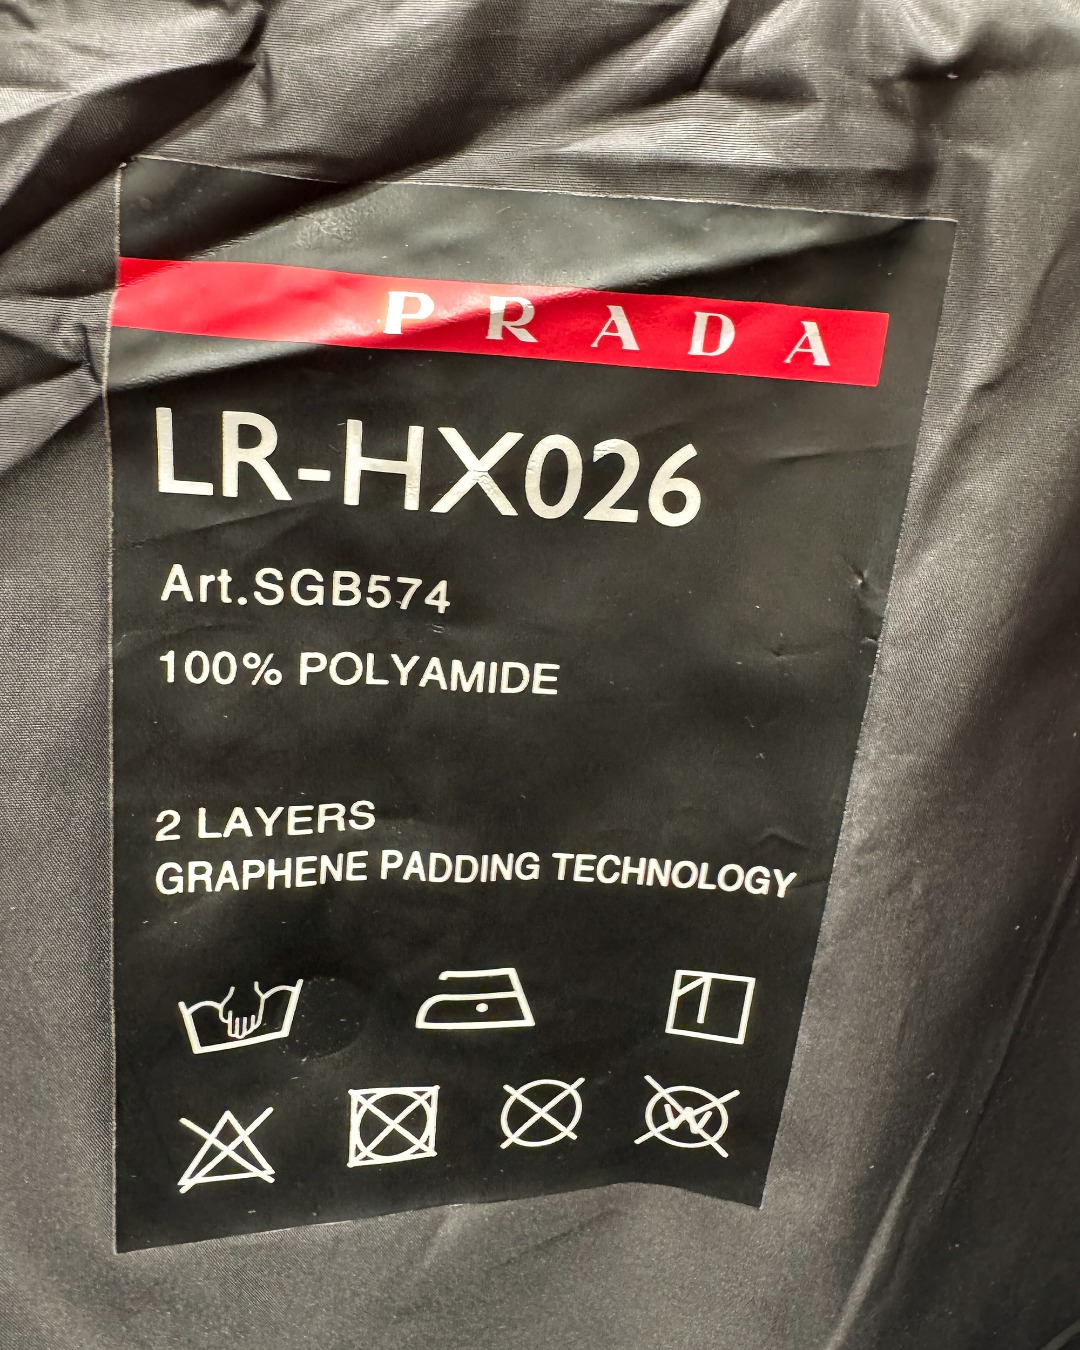 PRADA
LR-HX026
Art.SGB574
100% POLYAMIDE
2 LAYERS
GRAPHENE PADDING TECHNOLOGY
W